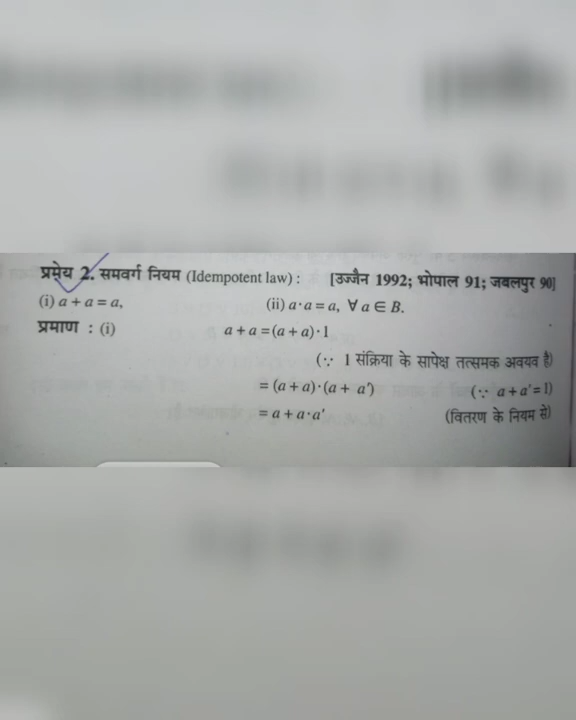 प्रमेय 2. समवर्ग नियम (Idempotent law) : [उज्जैन 1992; भोपाल 91; जबलपुर 90]
(i) a + a = a, (ii) a·a = a, ∀ a ∈ B.
प्रमाण : (i) a + a = (a + a)·1
(∵ 1 संक्रिया के सापेक्ष तत्समक अवयव है)
= (a + a)·(a + a′) (∵ a + a′ = 1)
= a + a·a′ (वितरण के नियम से)